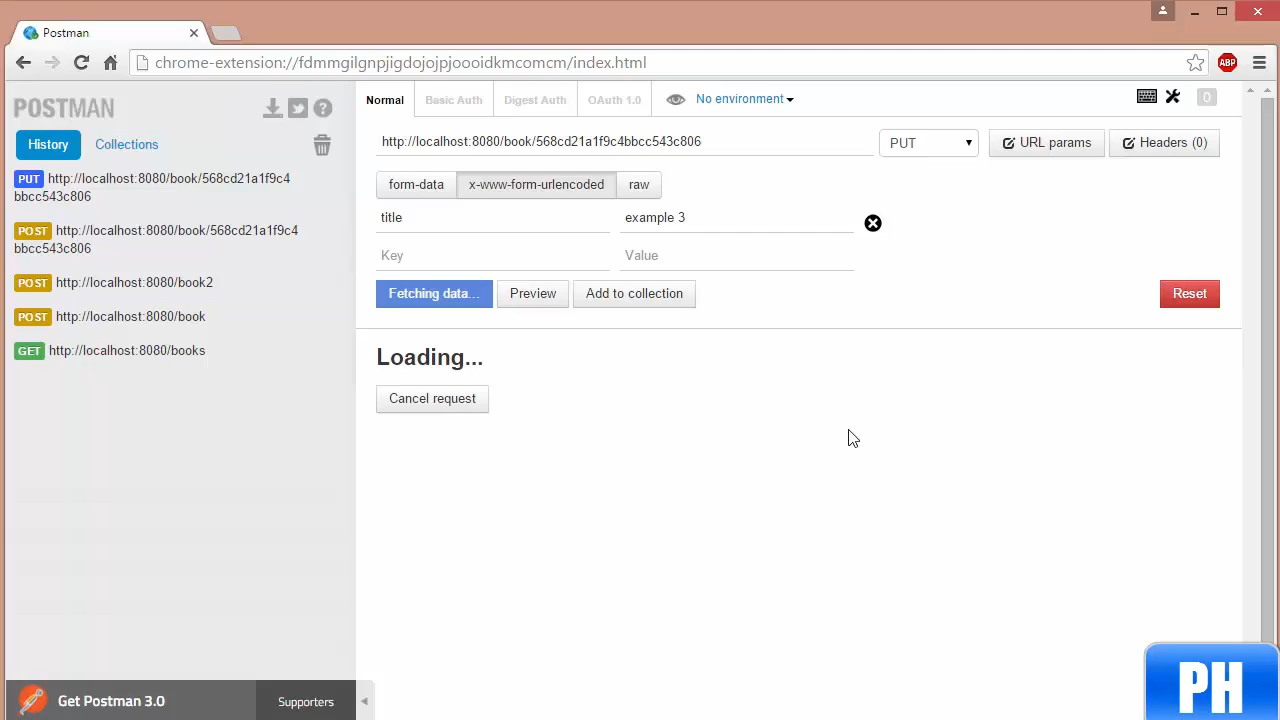 Postman
chrome-extension://fdmmgilgnpjigdojojpjoooidkmcomcm/index.html
ABP
POSTMAN
History
Collections
PUT http://localhost:8080/book/568cd21a1f9c4
bbcc543c806
POST http://localhost:8080/book/568cd21a1f9c4
bbcc543c806
POST http://localhost:8080/book2
POST http://localhost:8080/book
GET http://localhost:8080/books
Get Postman 3.0
Supporters
Normal
Basic Auth
Digest Auth
OAuth 1.0
No environment
0
http://localhost:8080/book/568cd21a1f9c4bbcc543c806
PUT
URL params
Headers (0)
form-data
x-www-form-urlencoded
raw
title
example 3
Key
Value
Fetching data...
Preview
Add to collection
Reset
Loading...
Cancel request
PH